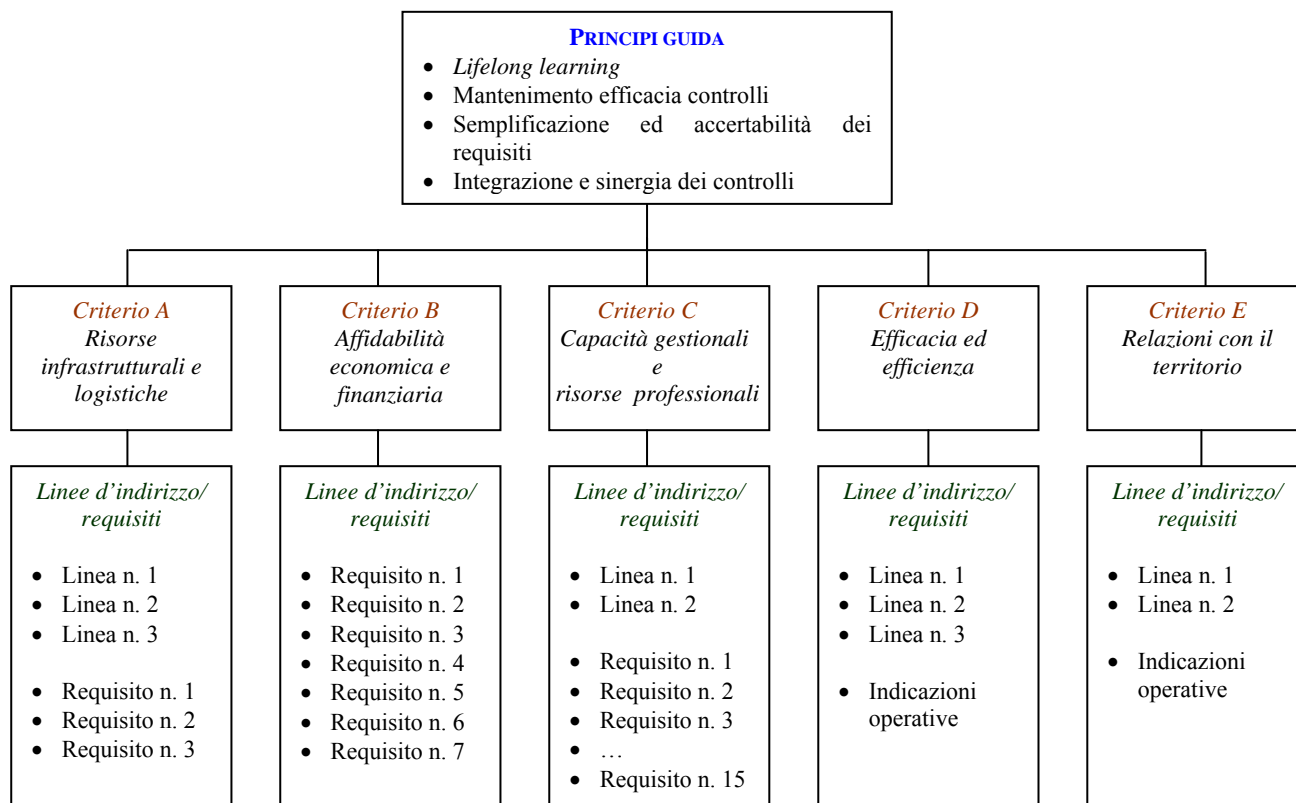 PRINCIPI GUIDA
• Lifelong learning
• Mantenimento efficacia controlli
• Semplificazione ed accertabilità dei
requisiti
• Integrazione e sinergia dei controlli
Criterio A
Risorse
infrastrutturali e
logistiche
Criterio B
Affidabilità
economica e
finanziaria
Criterio C
Capacità gestionali
e
risorse professionali
Criterio D
Efficacia ed
efficienza
Criterio E
Relazioni con il
territorio
Linee d’indirizzo/
requisiti
• Linea n. 1
• Linea n. 2
• Linea n. 3
• Requisito n. 1
• Requisito n. 2
• Requisito n. 3
Linee d’indirizzo/
requisiti
• Requisito n. 1
• Requisito n. 2
• Requisito n. 3
• Requisito n. 4
• Requisito n. 5
• Requisito n. 6
• Requisito n. 7
Linee d’indirizzo/
requisiti
• Linea n. 1
• Linea n. 2
• Requisito n. 1
• Requisito n. 2
• Requisito n. 3
• …
• Requisito n. 15
Linee d’indirizzo/
requisiti
• Linea n. 1
• Linea n. 2
• Linea n. 3
• Indicazioni
operative
Linee d’indirizzo/
requisiti
• Linea n. 1
• Linea n. 2
• Indicazioni
operative